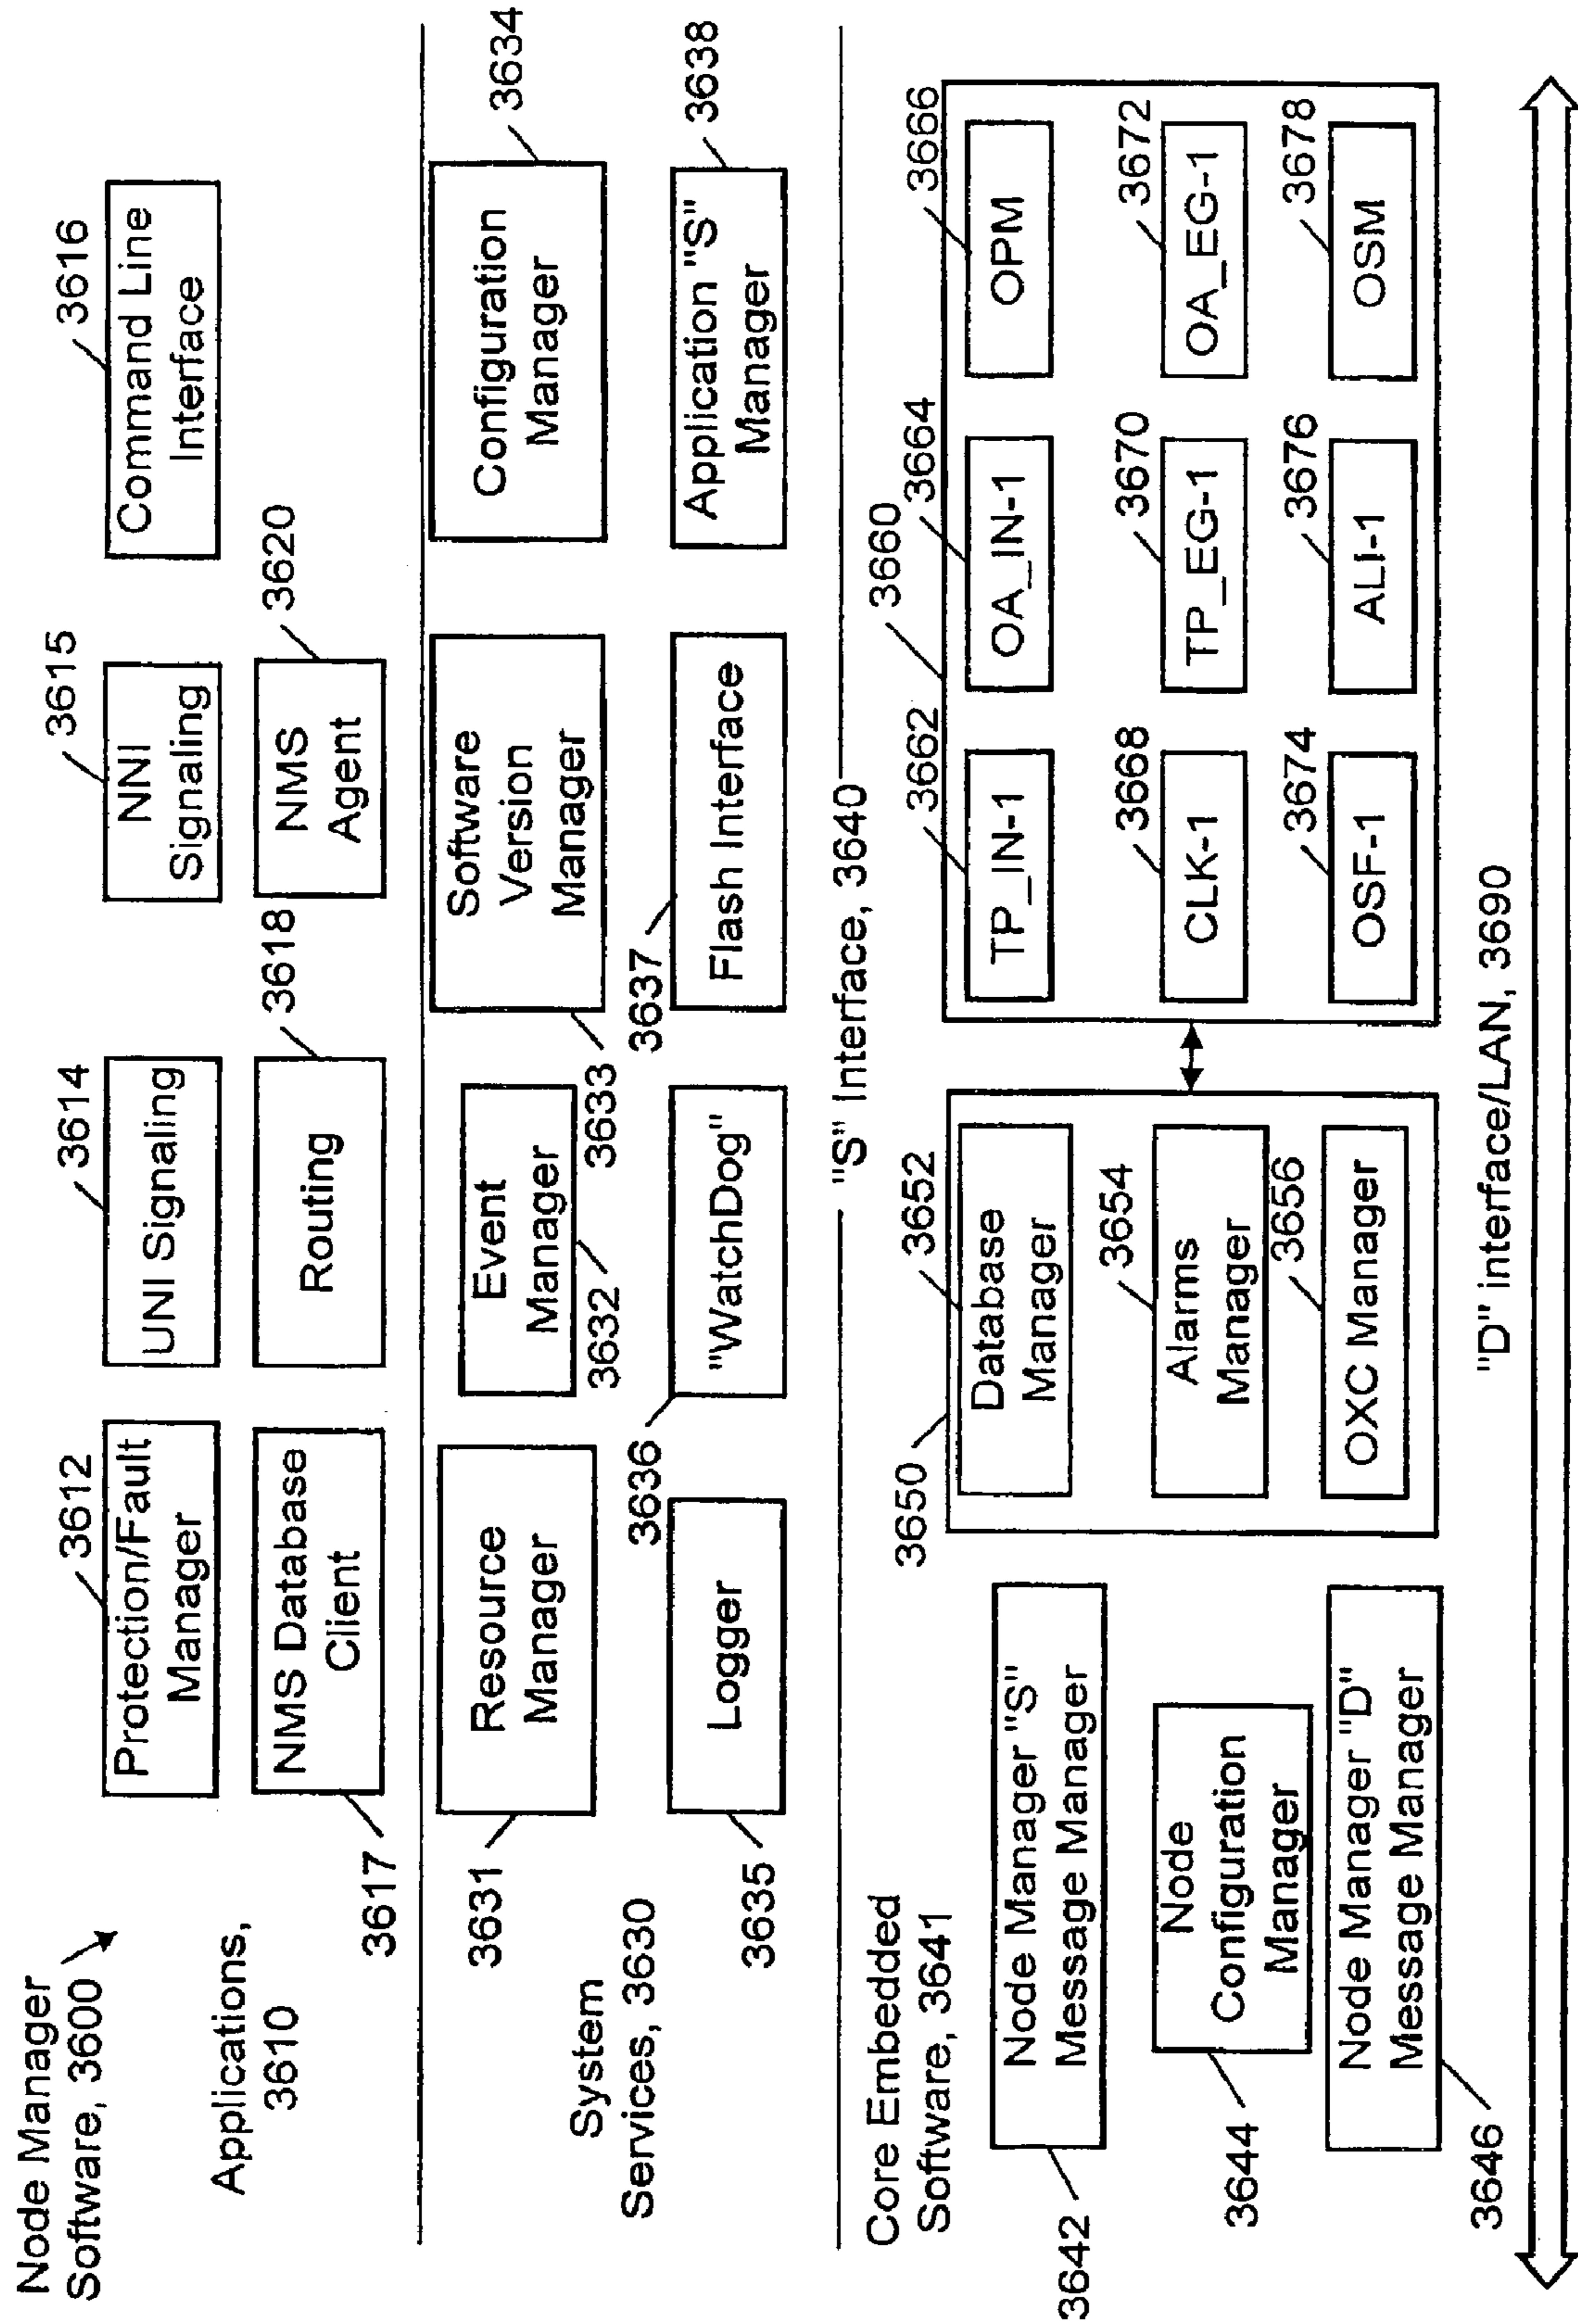 Node Manager
Software, 3600
Applications,
3610
3612
Protection/Fault
Manager
3614
UNI Signaling
3615
NNI
Signaling
3616
Command Line
Interface
3617
NMS Database
Client
3618
Routing
3620
NMS
Agent
System
Services, 3630
3631
Resource
Manager
3632
Event
Manager
3633
Software
Version
Manager
3634
Configuration
Manager
3635
Logger
3636
"WatchDog"
3637
Flash Interface
3638
Application "S"
Manager
"S" Interface, 3640
Core Embedded
Software, 3641
3642
Node Manager "S"
Message Manager
3644
Node
Configuration
Manager
3646
Node Manager "D"
Message Manager
3650
3652
Database
Manager
3654
Alarms
Manager
3656
OXC Manager
3660
3662
TP_IN-1
3664
OA_IN-1
3666
OPM
3668
CLK-1
3670
TP_EG-1
3672
OA_EG-1
3674
OSF-1
3676
ALI-1
3678
OSM
"D" interface/LAN, 3690